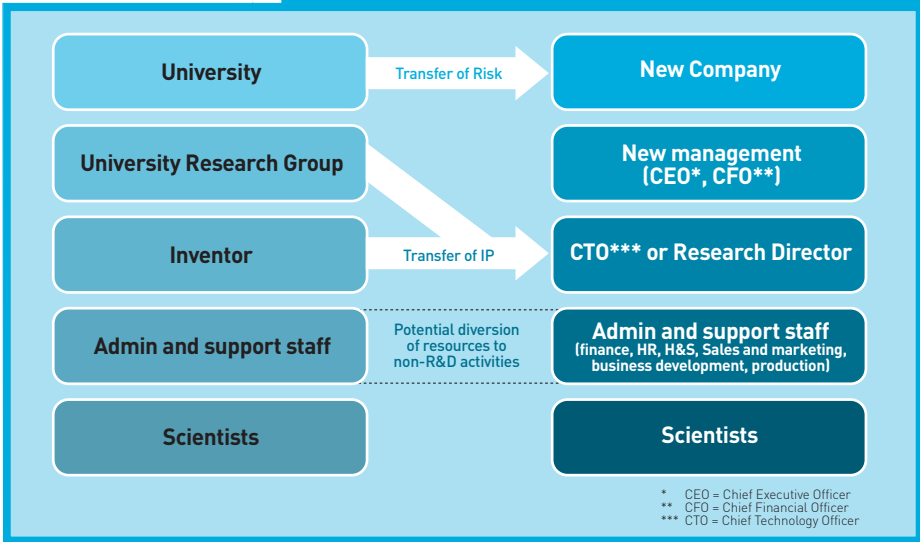 University
Transfer of Risk
New Company
University Research Group
New management
(CEO*, CFO**)
Inventor
Transfer of IP
CTO*** or Research Director
Admin and support staff
Potential diversion
of resources to
non-R&D activities
Admin and support staff
(finance, HR, H&S, Sales and marketing,
business development, production)
Scientists
Scientists
* CEO = Chief Executive Officer
** CFO = Chief Financial Officer
*** CTO = Chief Technology Officer